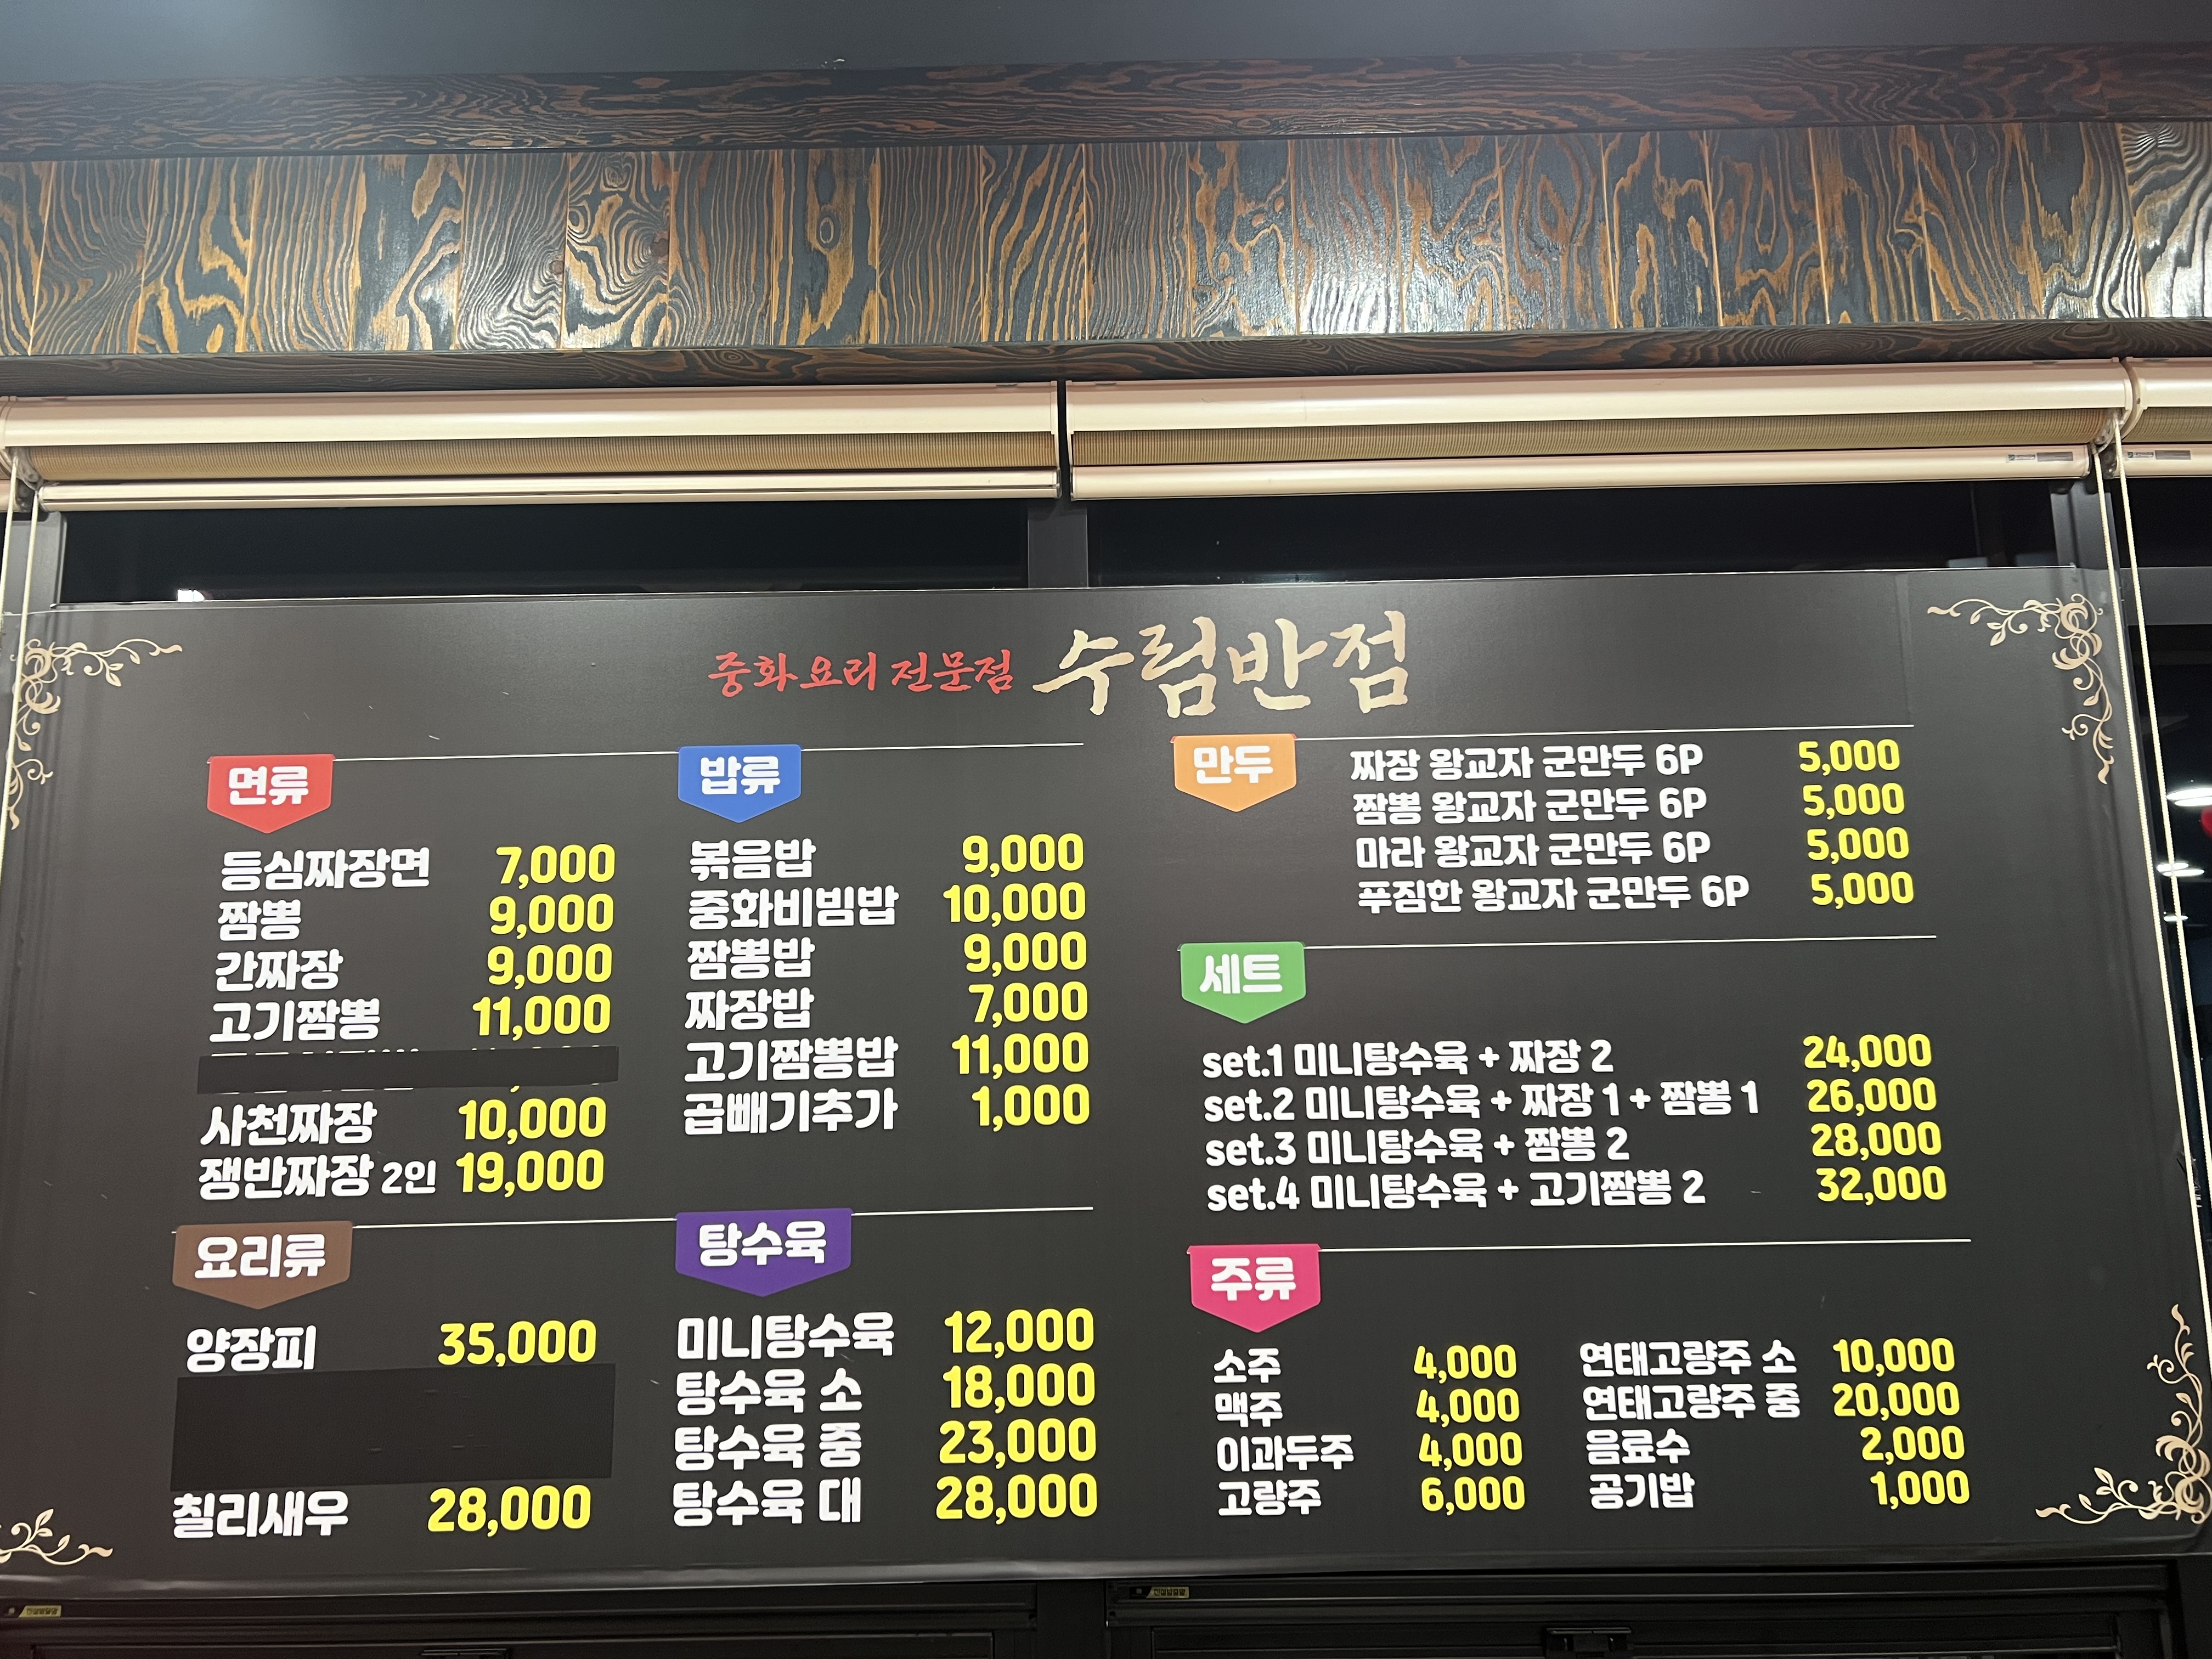 중화요리 전문점 수림반점
면류
등심짜장면 7,000
짬뽕 9,000
간짜장 9,000
고기짬뽕 11,000
사천짜장 10,000
쟁반짜장 2인 19,000
밥류
볶음밥 9,000
중화비빔밥 10,000
짬뽕밥 9,000
짜장밥 7,000
고기짬뽕밥 11,000
곱빼기추가 1,000
요리류
양장피 35,000
칠리새우 28,000
탕수육
미니탕수육 12,000
탕수육 소 18,000
탕수육 중 23,000
탕수육 대 28,000
만두
짜장 왕교자 군만두 6P 5,000
짬뽕 왕교자 군만두 6P 5,000
마라 왕교자 군만두 6P 5,000
푸짐한 왕교자 군만두 6P 5,000
세트
set.1 미니탕수육 + 짜장 2 24,000
set.2 미니탕수육 + 짜장 1 + 짬뽕 1 26,000
set.3 미니탕수육 + 짬뽕 2 28,000
set.4 미니탕수육 + 고기짬뽕 2 32,000
주류
소주 4,000
맥주 4,000
이과두주 4,000
고량주 6,000
연태고량주 소 10,000
연태고량주 중 20,000
음료수 2,000
공기밥 1,000